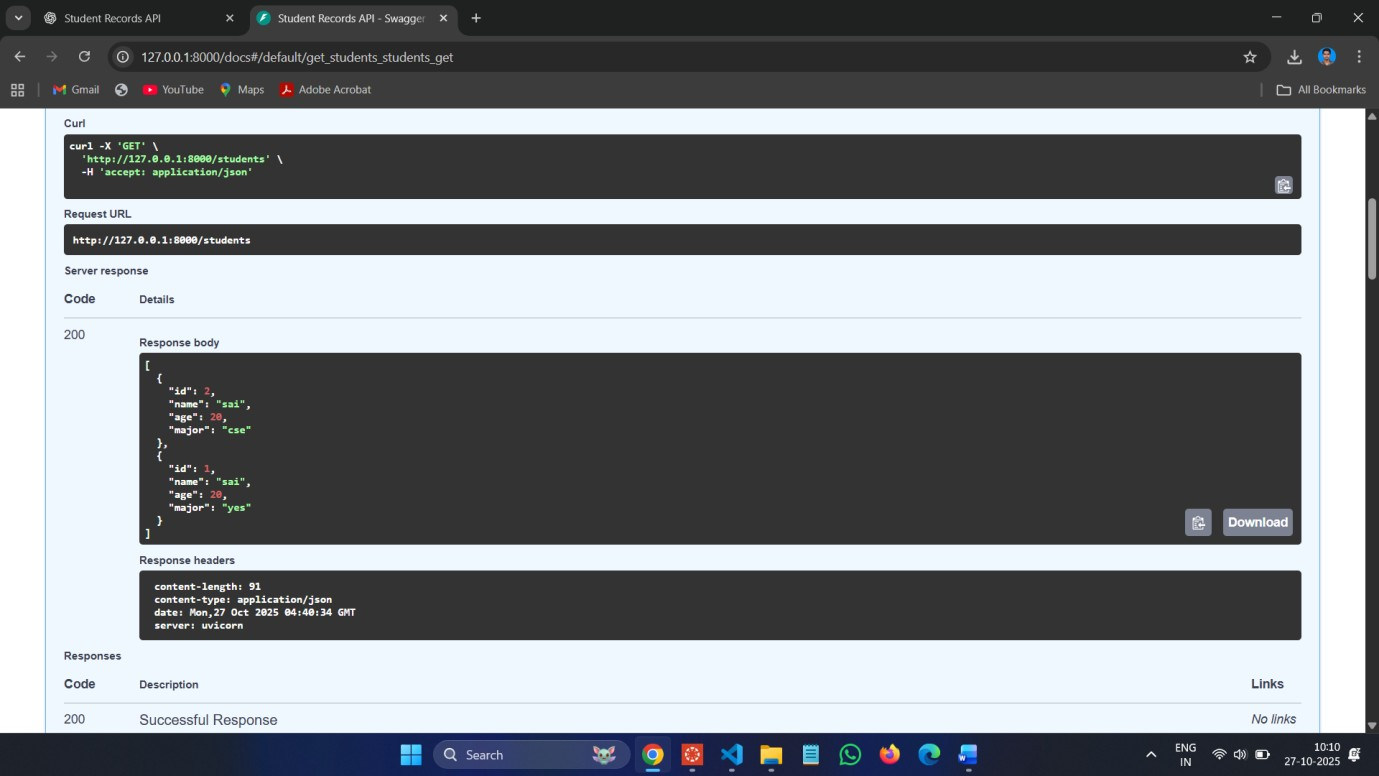 Student Records API
Student Records API - Swagger
127.0.0.1:8000/docs#/default/get_students_students_get
Gmail
YouTube
Maps
Adobe Acrobat
All Bookmarks
Curl
curl -X 'GET' \
'http://127.0.0.1:8000/students' \
-H 'accept: application/json'
Request URL
http://127.0.0.1:8000/students
Server response
Code Details
200
Response body
[
{
"id": 2,
"name": "sai",
"age": 20,
"major": "cse"
},
{
"id": 1,
"name": "sai",
"age": 20,
"major": "yes"
}
]
Download
Response headers
content-length: 91
content-type: application/json
date: Mon,27 Oct 2025 04:40:34 GMT
server: uvicorn
Responses
Code Description Links
200 Successful Response No links
Search
ENG
IN
10:10
27-10-2025